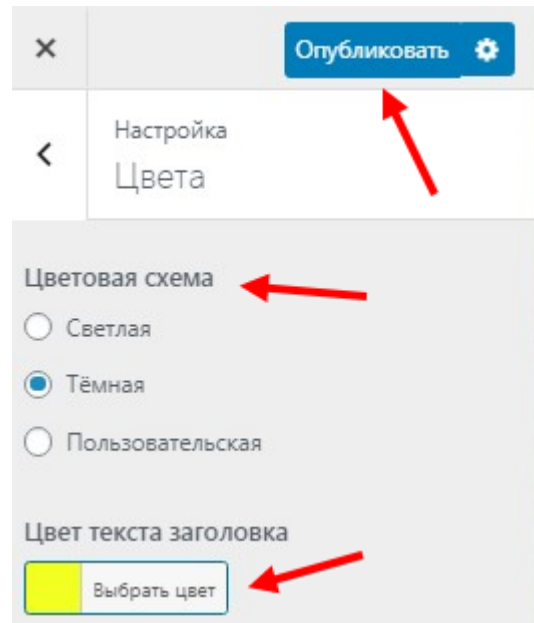 Опубликовать
Настройка
Цвета
Цветовая схема
Светлая
Тёмная
Пользовательская
Цвет текста заголовка
Выбрать цвет